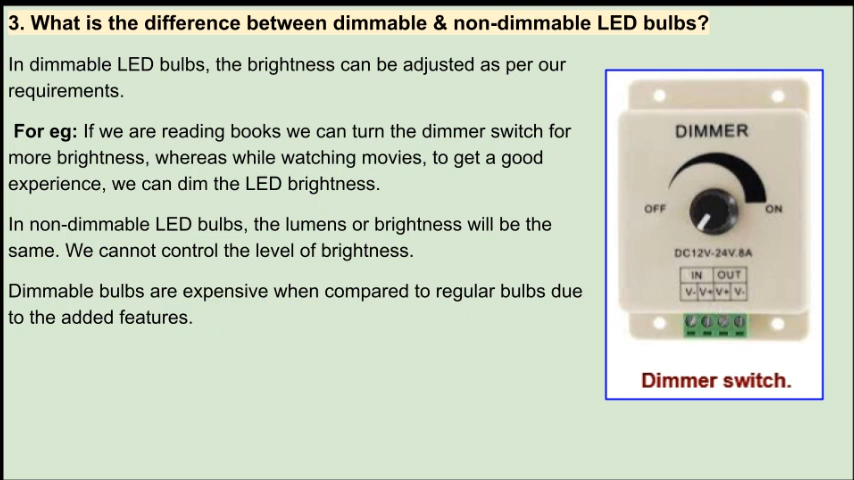 3. What is the difference between dimmable & non-dimmable LED bulbs?
In dimmable LED bulbs, the brightness can be adjusted as per our
requirements.
For eg: If we are reading books we can turn the dimmer switch for
more brightness, whereas while watching movies, to get a good
experience, we can dim the LED brightness.
In non-dimmable LED bulbs, the lumens or brightness will be the
same. We cannot control the level of brightness.
Dimmable bulbs are expensive when compared to regular bulbs due
to the added features.
DIMMER
OFF ON
DC12V-24V.8A
IN OUT
V- V+ V+ V-
Dimmer switch.